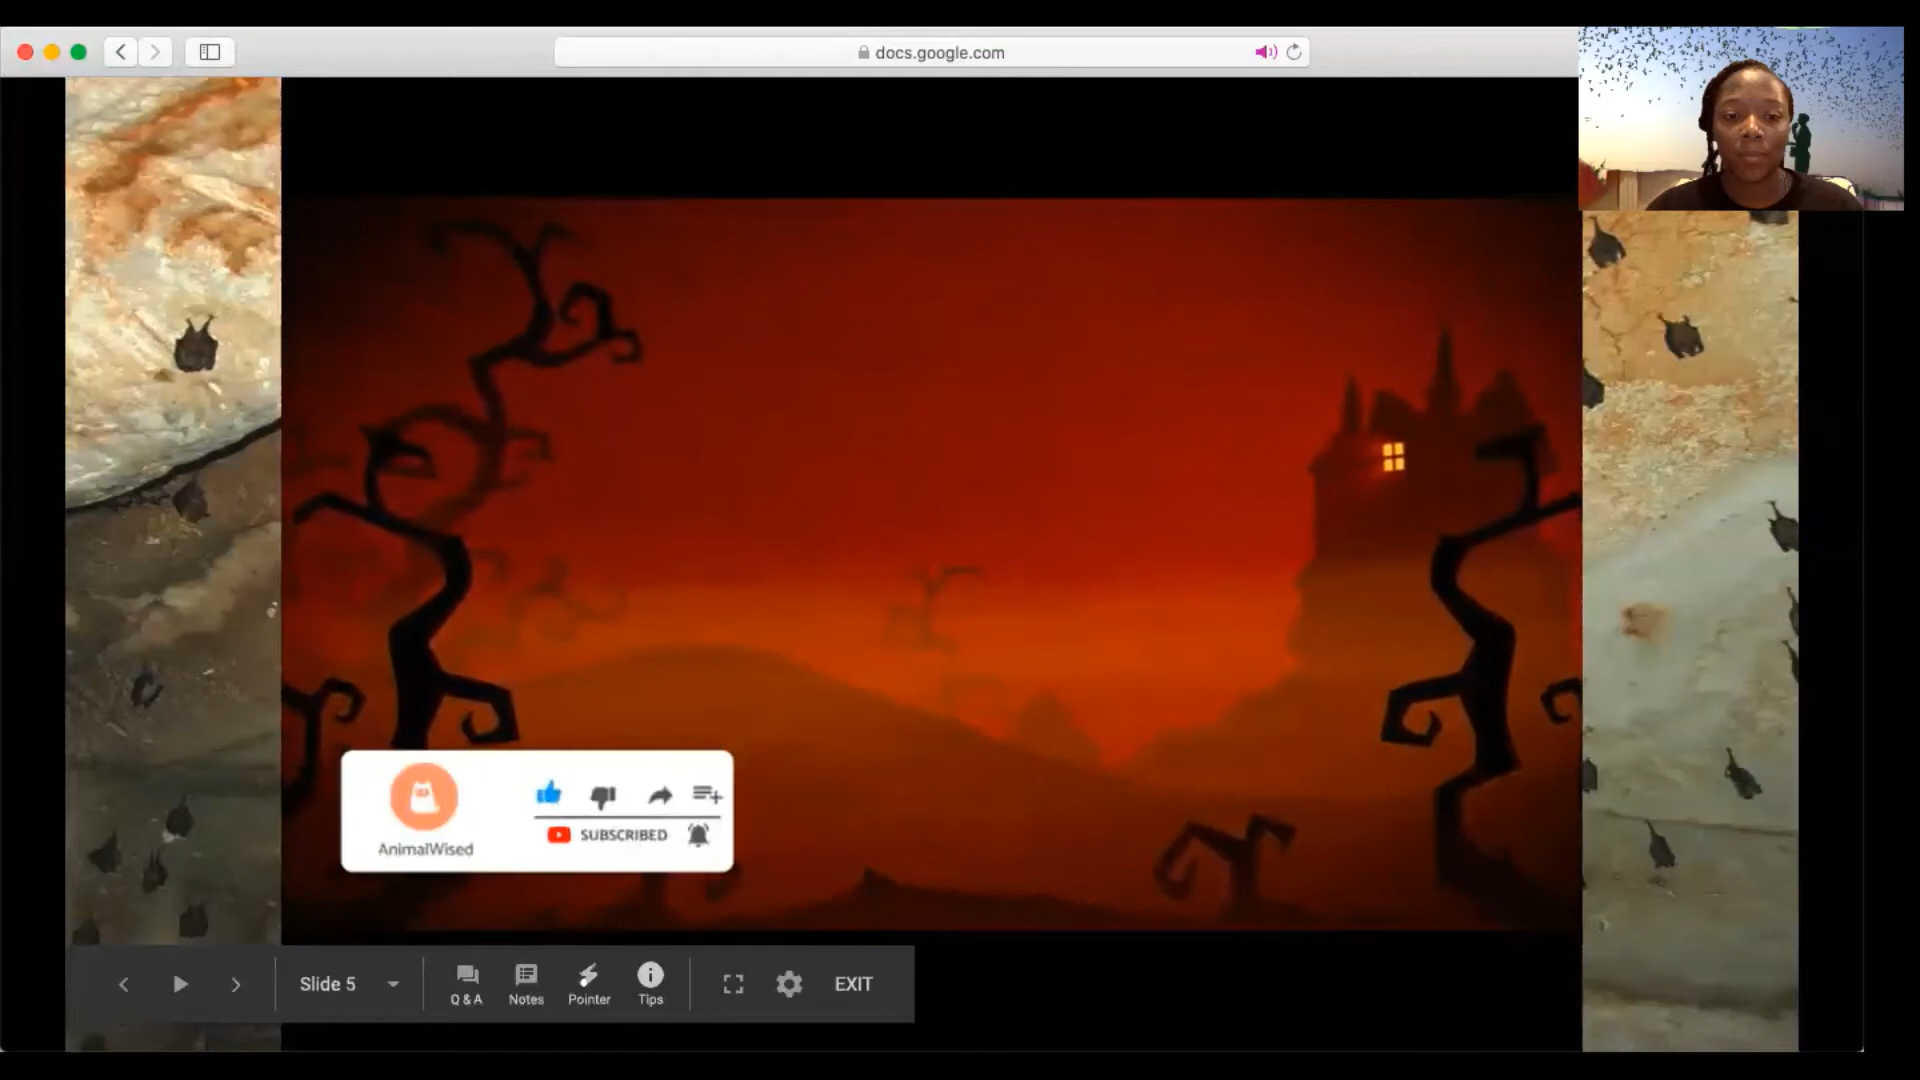 docs.google.com
AnimalWised
SUBSCRIBED
Slide 5
Q & A
Notes
Pointer
Tips
EXIT